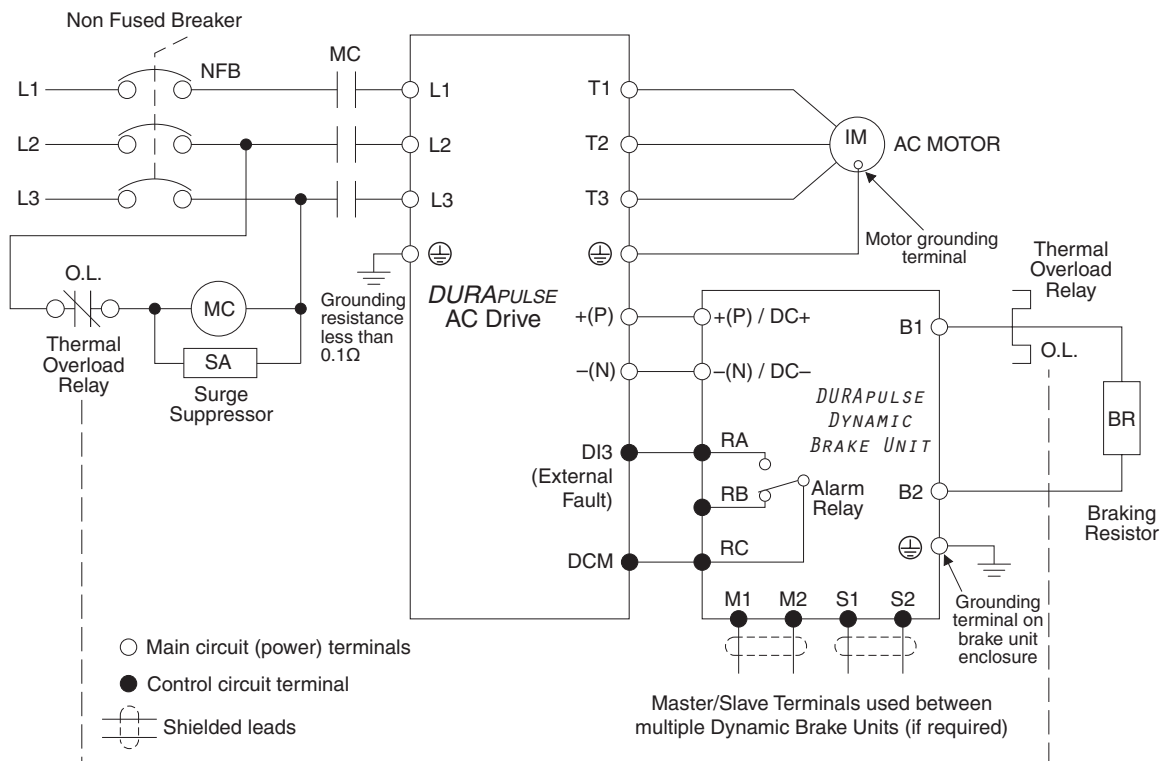 Non Fused Breaker
NFB
MC
L1
L2
L3
L1
L2
L3
T1
T2
T3
IM
AC MOTOR
Motor grounding
terminal
Grounding
resistance
less than
0.1Ω
DURAPULSE
AC Drive
O.L.
MC
SA
Thermal
Overload
Relay
Surge
Suppressor
+(P)
–(N)
DI3
(External
Fault)
DCM
+(P) / DC+
–(N) / DC–
RA
RB
RC
Alarm
Relay
DURAPULSE
DYNAMIC
BRAKE UNIT
B1
B2
Thermal
Overload
Relay
O.L.
BR
Braking
Resistor
M1
M2
S1
S2
Grounding
terminal on
brake unit
enclosure
Main circuit (power) terminals
Control circuit terminal
Shielded leads
Master/Slave Terminals used between
multiple Dynamic Brake Units (if required)